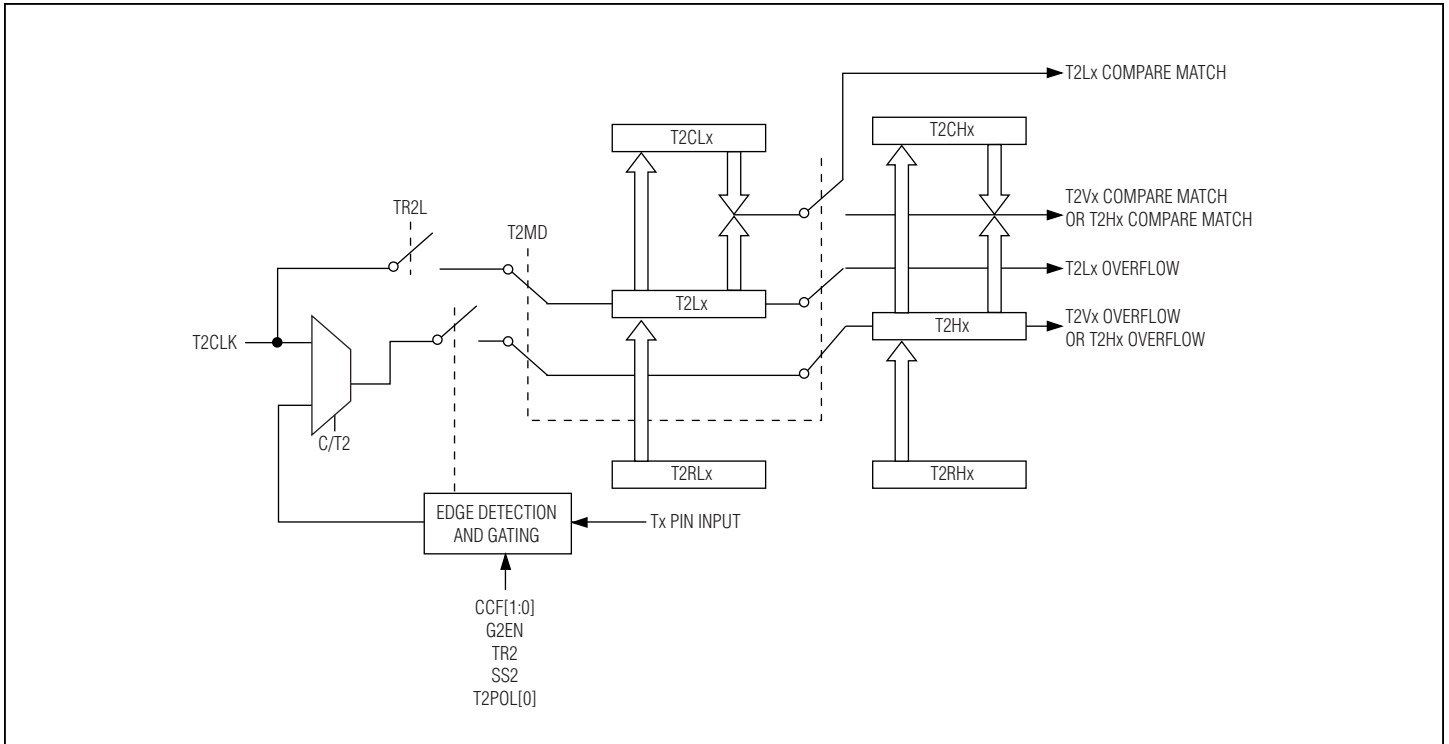 T2Lx COMPARE MATCH
T2CLx
T2CHx
T2Vx COMPARE MATCH
OR T2Hx COMPARE MATCH
TR2L
T2MD
T2Lx OVERFLOW
T2Lx
T2Hx
T2Vx OVERFLOW
OR T2Hx OVERFLOW
T2CLK
C/T2
T2RLx
T2RHx
EDGE DETECTION
AND GATING
Tx PIN INPUT
CCF[1:0]
G2EN
TR2
SS2
T2POL[0]